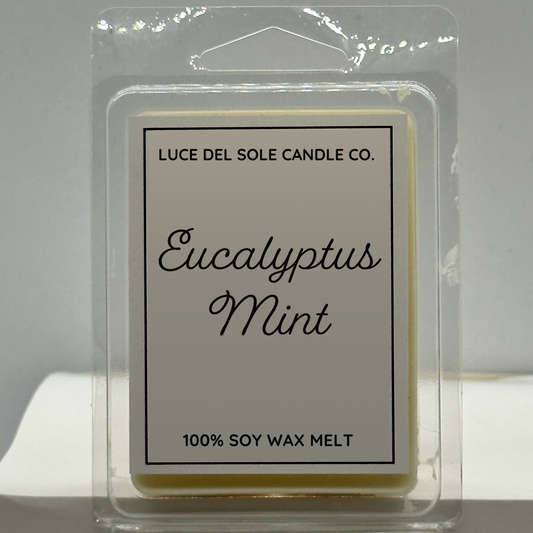 LUCE DEL SOLE CANDLE CO.
Eucalyptus
Mint
100% SOY WAX MELT